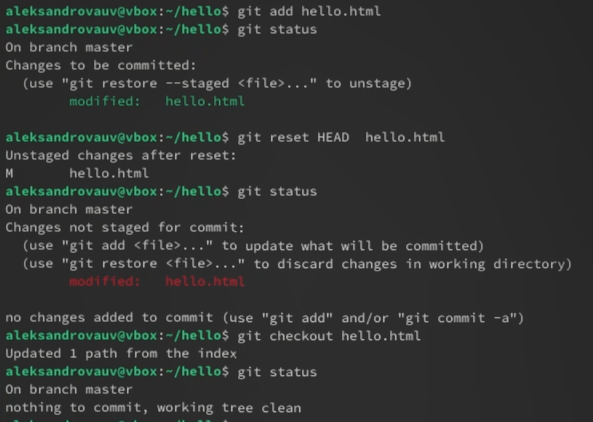 aleksandrovauv@vbox:~/hello$ git add hello.html
aleksandrovauv@vbox:~/hello$ git status
On branch master
Changes to be committed:
  (use "git restore --staged <file>..." to unstage)
        modified:   hello.html

aleksandrovauv@vbox:~/hello$ git reset HEAD  hello.html
Unstaged changes after reset:
M       hello.html
aleksandrovauv@vbox:~/hello$ git status
On branch master
Changes not staged for commit:
  (use "git add <file>..." to update what will be committed)
  (use "git restore <file>..." to discard changes in working directory)
        modified:   hello.html

no changes added to commit (use "git add" and/or "git commit -a")
aleksandrovauv@vbox:~/hello$ git checkout hello.html
Updated 1 path from the index
aleksandrovauv@vbox:~/hello$ git status
On branch master
nothing to commit, working tree clean